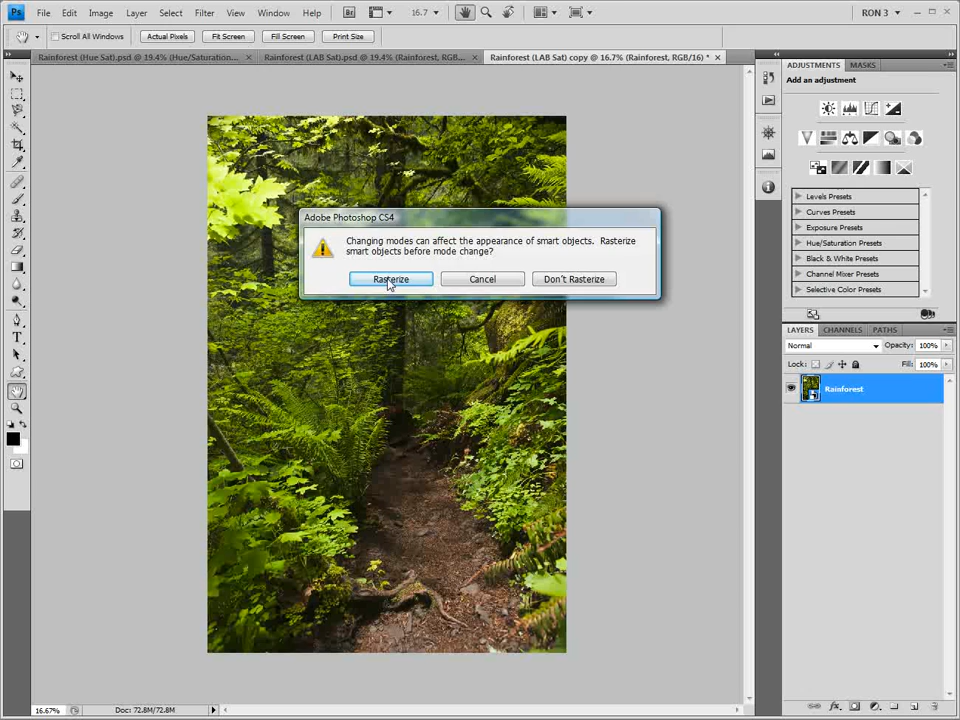 Ps File Edit Image Layer Select Filter View Window Help Br 16.7 RON 3
Scroll All Windows Actual Pixels Fit Screen Fill Screen Print Size
Rainforest (Hue Sat).psd @ 19.4% (Hue/Saturation... × Rainforest (LAB Sat).psd @ 19.4% (Rainforest, RGB... × Rainforest (LAB Sat) copy @ 16.7% (Rainforest, RGB/16) * ×
ADJUSTMENTS MASKS
Add an adjustment
Levels Presets
Curves Presets
Exposure Presets
Hue/Saturation Presets
Black & White Presets
Channel Mixer Presets
Selective Color Presets
Adobe Photoshop CS4
Changing modes can affect the appearance of smart objects. Rasterize
smart objects before mode change?
Rasterize Cancel Don't Rasterize
LAYERS CHANNELS PATHS
Normal Opacity: 100%
Lock: Fill: 100%
Rainforest
16.67% Doc: 72.8M/72.8M